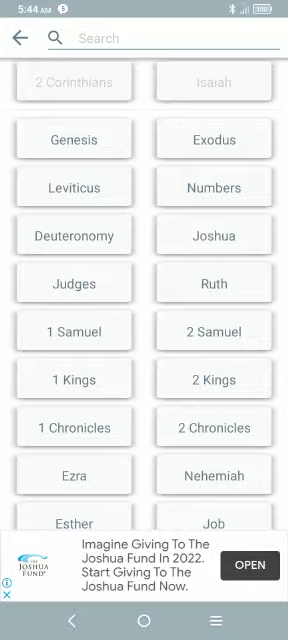 5:44 AM S
100
Search
2 Corinthians Isaiah
Genesis Exodus
Leviticus Numbers
Deuteronomy Joshua
Judges Ruth
1 Samuel 2 Samuel
1 Kings 2 Kings
1 Chronicles 2 Chronicles
Ezra Nehemiah
Esther Job
THE
JOSHUA
FUND
Imagine Giving To The
Joshua Fund In 2022.
Start Giving To The
Joshua Fund Now.
OPEN